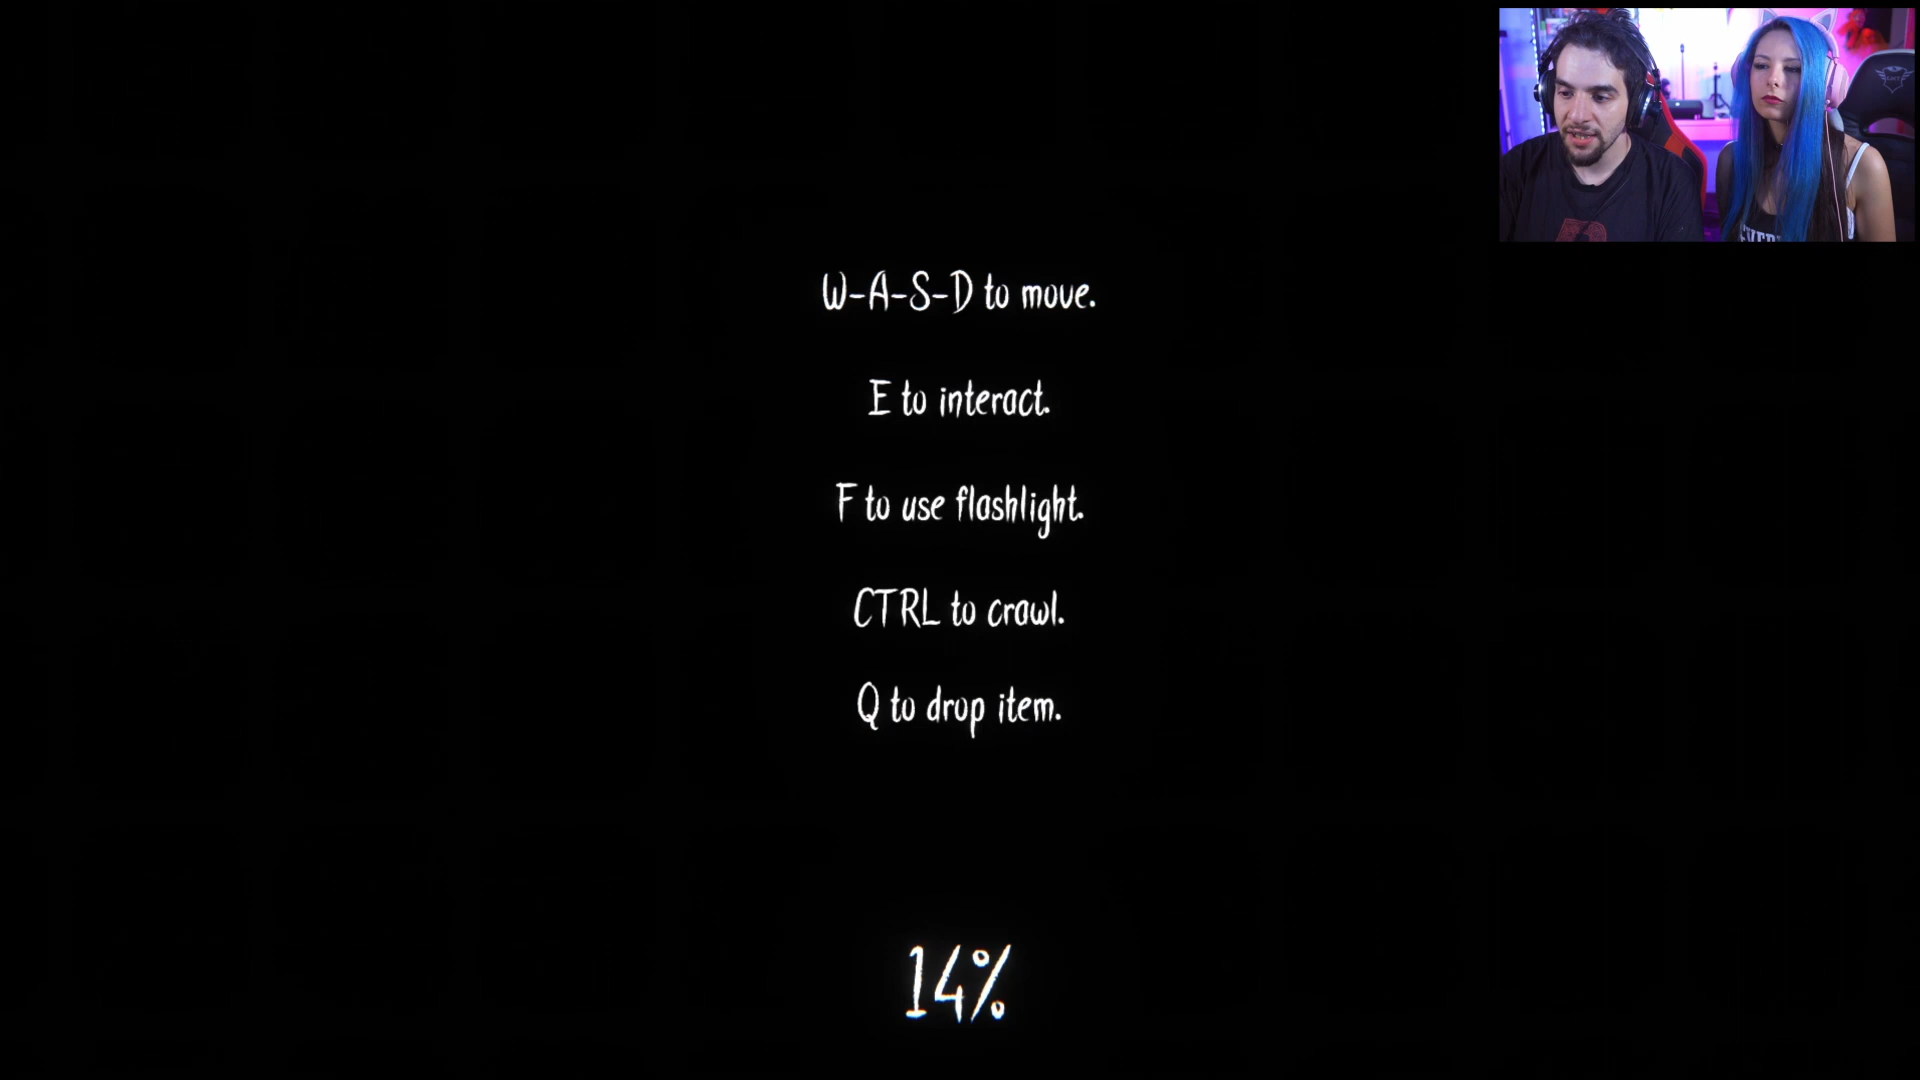 W-A-S-D to move.
E to interact.
F to use flashlight.
CTRL to crawl.
Q to drop item.
14%